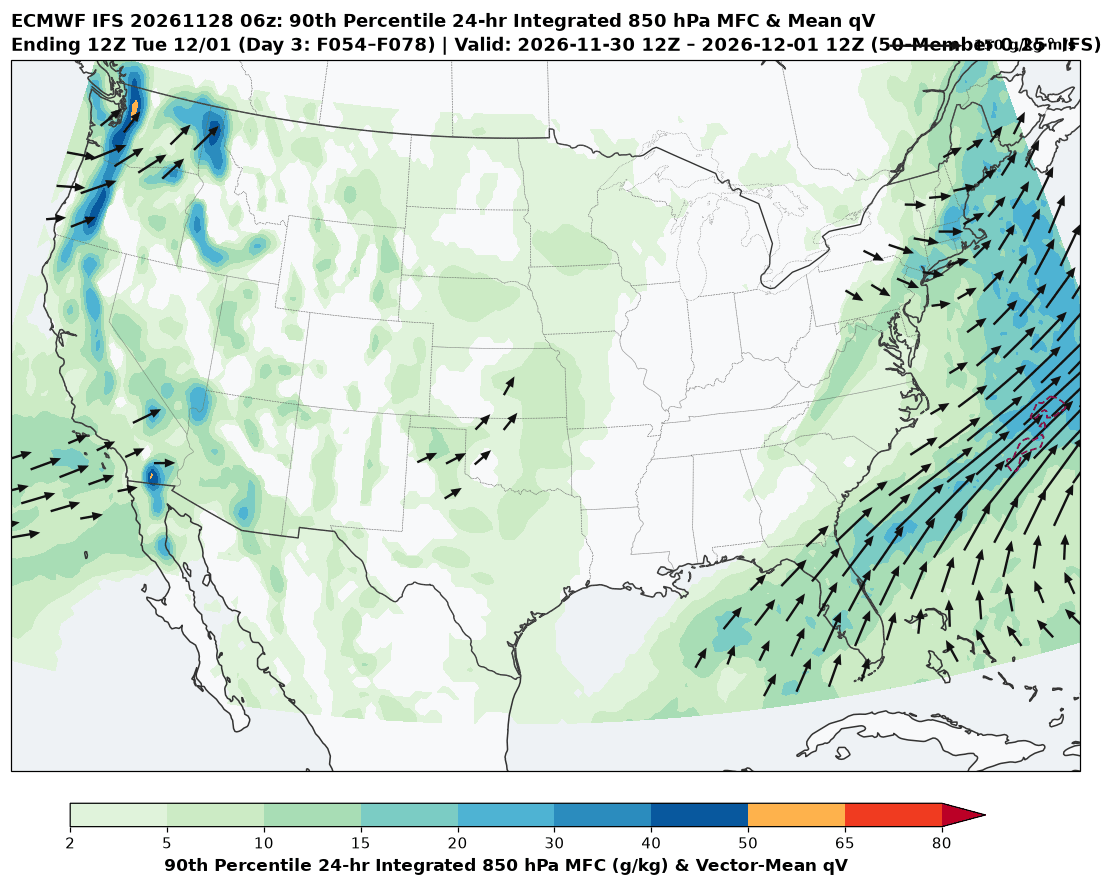 ECMWF IFS 20261128 06z: 90th Percentile 24-hr Integrated 850 hPa MFC & Mean qV
Ending 12Z Tue 12/01 (Day 3: F054–F078) | Valid: 2026-11-30 12Z – 2026-12-01 12Z (50-Member 0.25° IFS)
2 5 10 15 20 30 40 50 65 80
90th Percentile 24-hr Integrated 850 hPa MFC (g/kg) & Vector-Mean qV